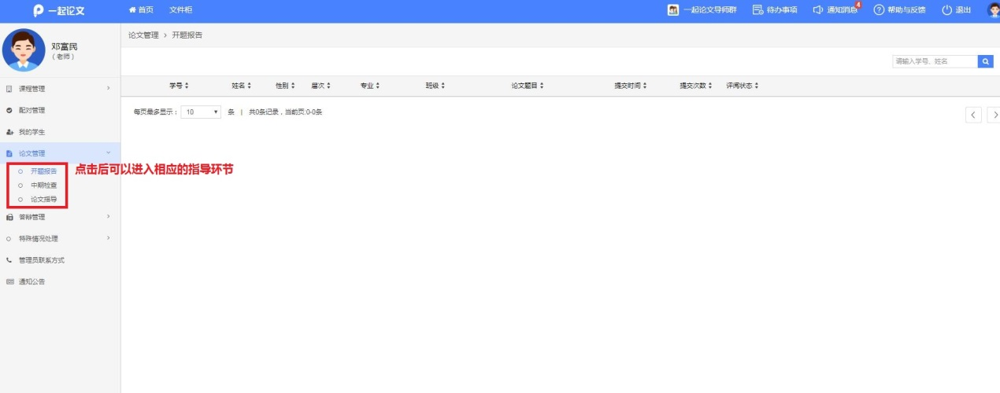 一起论文
首页
文件柜
一起论文导师群
待办事项
通知消息
4
帮助与反馈
退出
邓富民
（老师）
课程管理
配对管理
我的学生
论文管理
开题报告
中期检查
论文指导
答辩管理
特殊情况处理
管理员联系方式
通知公告
论文管理 > 开题报告
请输入学号、姓名
学号 姓名 性别 届次 专业 班级 论文题目 提交时间 提交次数 评阅状态
每页最多显示： 10 条 | 共0条记录，当前页:0-0条
点击后可以进入相应的指导环节